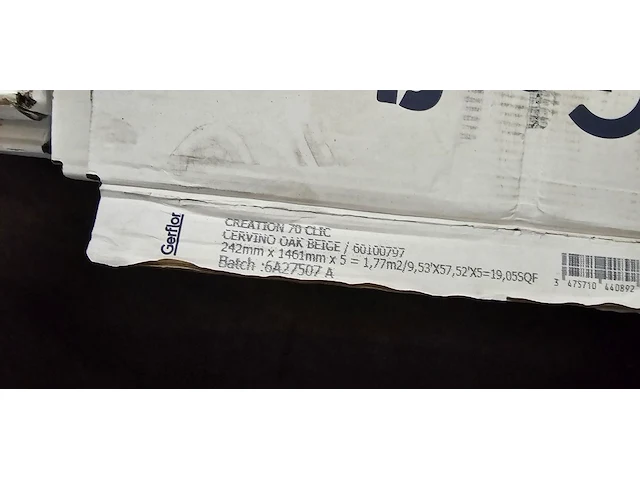 Gerflor
CREATION 70 CLIC
CERVINO OAK BEIGE / 60100797
242mm x 1461mm x 5 = 1,77m2/9,53'X57,52'X5=19,05SQF
Batch :6A27507 A
3 475710 440892